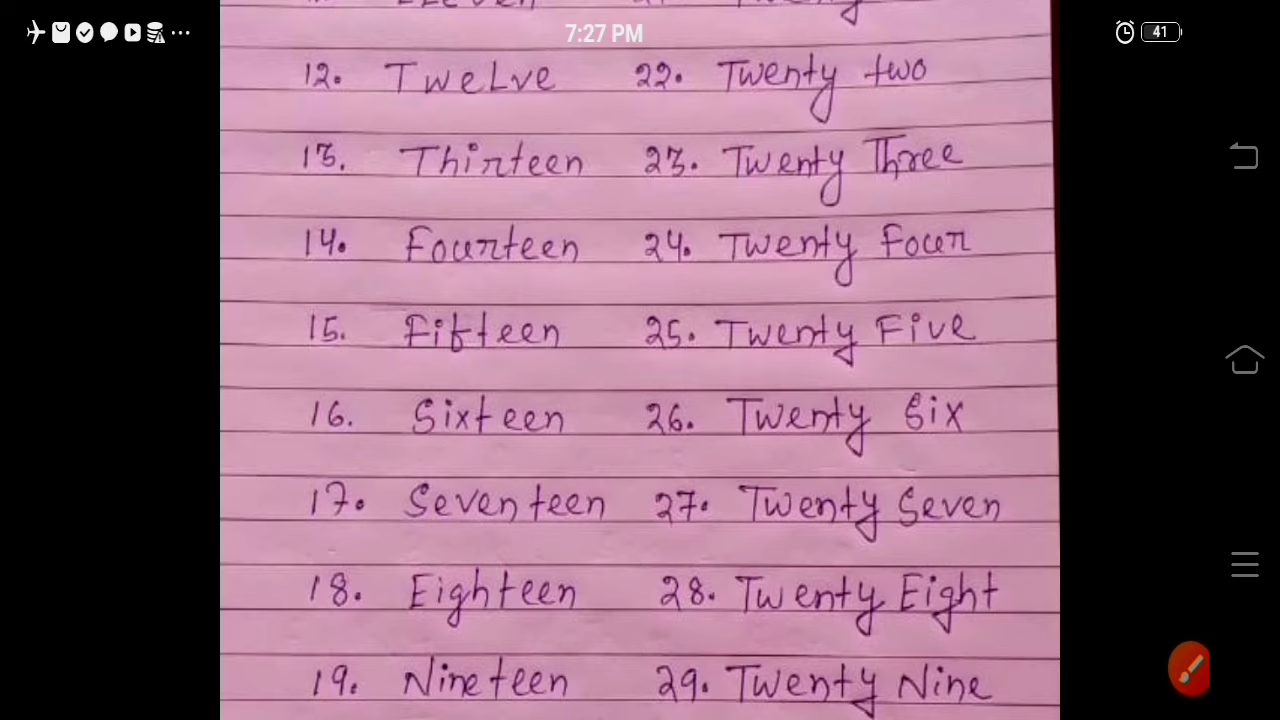 7:27 PM
41
12. Twelve 22. Twenty two
13. Thirteen 23. Twenty Three
14. Fourteen 24. Twenty Four
15. Fifteen 25. Twenty Five
16. Sixteen 26. Twenty Six
17. Seventeen 27. Twenty Seven
18. Eighteen 28. Twenty Eight
19. Nineteen 29. Twenty Nine